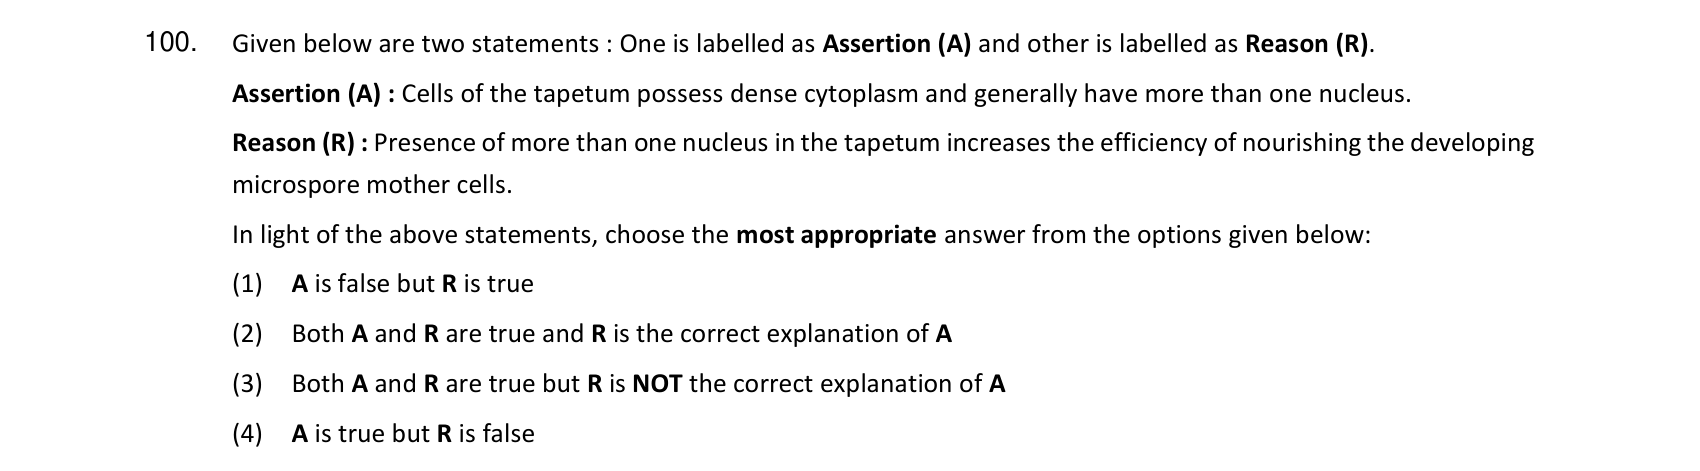 100. Given below are two statements : One is labelled as Assertion (A) and other is labelled as Reason (R).
Assertion (A) : Cells of the tapetum possess dense cytoplasm and generally have more than one nucleus.
Reason (R) : Presence of more than one nucleus in the tapetum increases the efficiency of nourishing the developing
microspore mother cells.
In light of the above statements, choose the most appropriate answer from the options given below:
(1) A is false but R is true
(2) Both A and R are true and R is the correct explanation of A
(3) Both A and R are true but R is NOT the correct explanation of A
(4) A is true but R is false